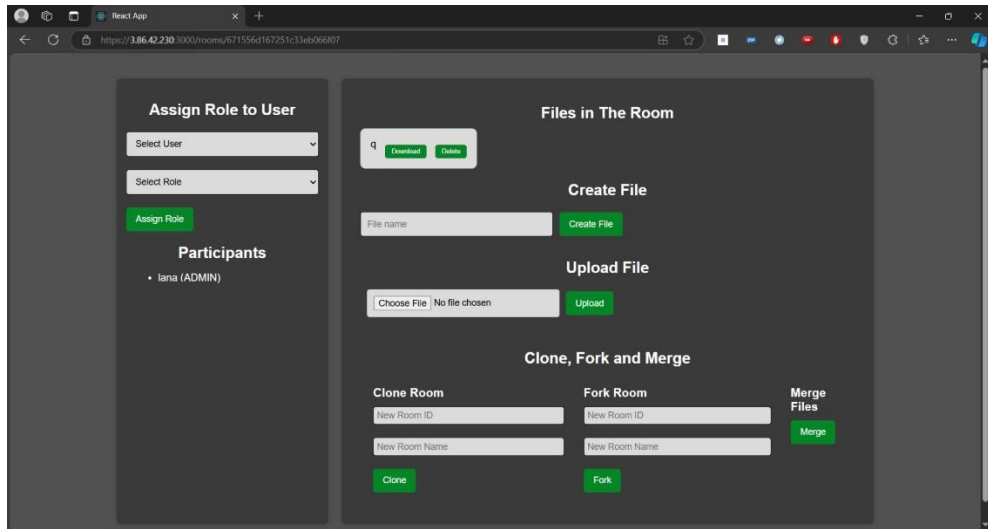 React App
https://3.86.42.230:3000/rooms/671556d167251c33eb066f07
Assign Role to User
Select User
Select Role
Assign Role
Participants
lana (ADMIN)
Files in The Room
q
Download
Delete
Create File
File name
Create File
Upload File
Choose File No file chosen
Upload
Clone, Fork and Merge
Clone Room
New Room ID
New Room Name
Clone
Fork Room
New Room ID
New Room Name
Fork
Merge
Files
Merge